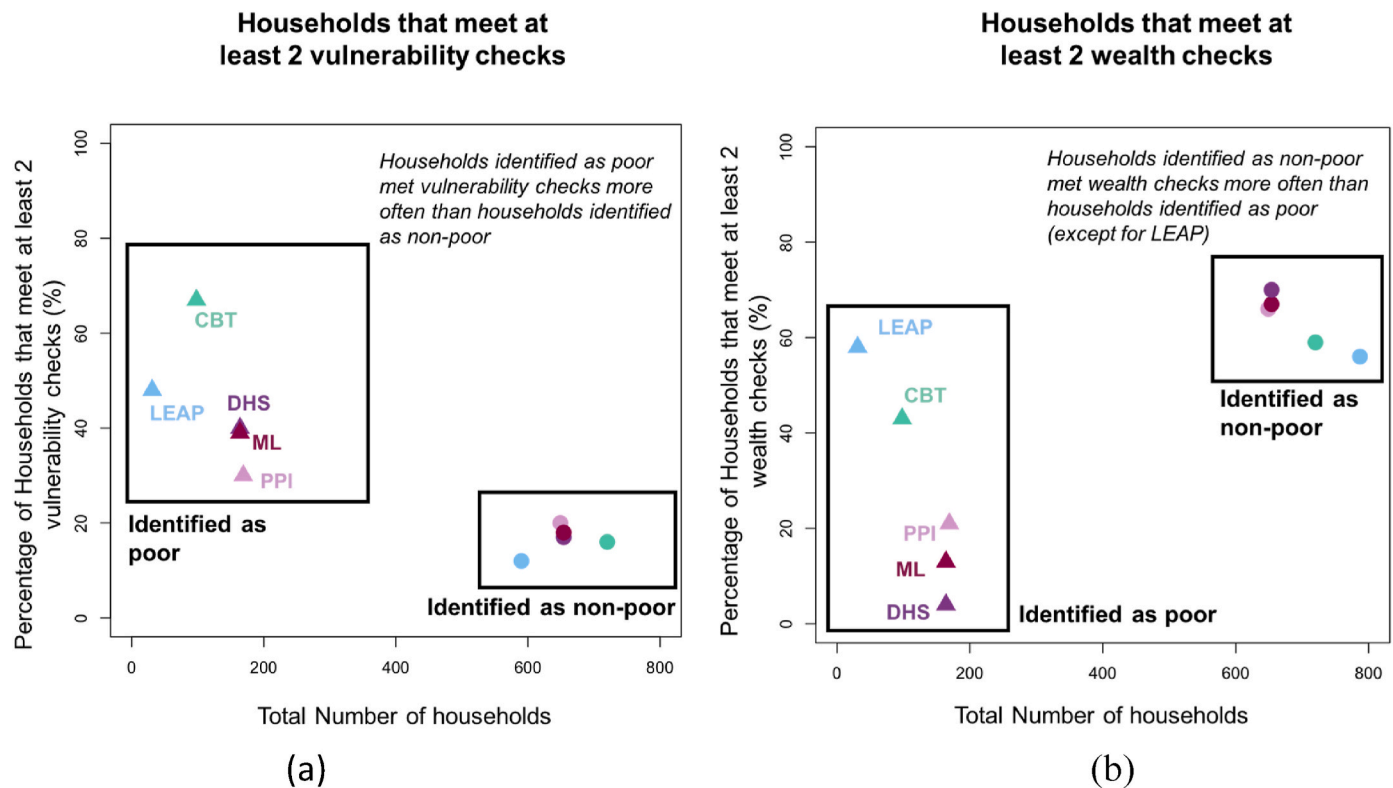 Households that meet at
least 2 vulnerability checks
Percentage of Households that meet at least 2
vulnerability checks (%)
100
80
60
40
20
0
Households identified as poor
met vulnerability checks more
often than households identified
as non-poor
CBT
LEAP
DHS
ML
PPI
Identified as
poor
Identified as non-poor
0 200 400 600 800
Total Number of households
(a)
Households that meet at
least 2 wealth checks
Percentage of Households that meet at least 2
wealth checks (%)
100
80
60
40
20
0
Households identified as non-poor
met wealth checks more often than
households identified as poor
(except for LEAP)
LEAP
CBT
PPI
ML
DHS
Identified as
non-poor
Identified as poor
0 200 400 600 800
Total Number of households
(b)